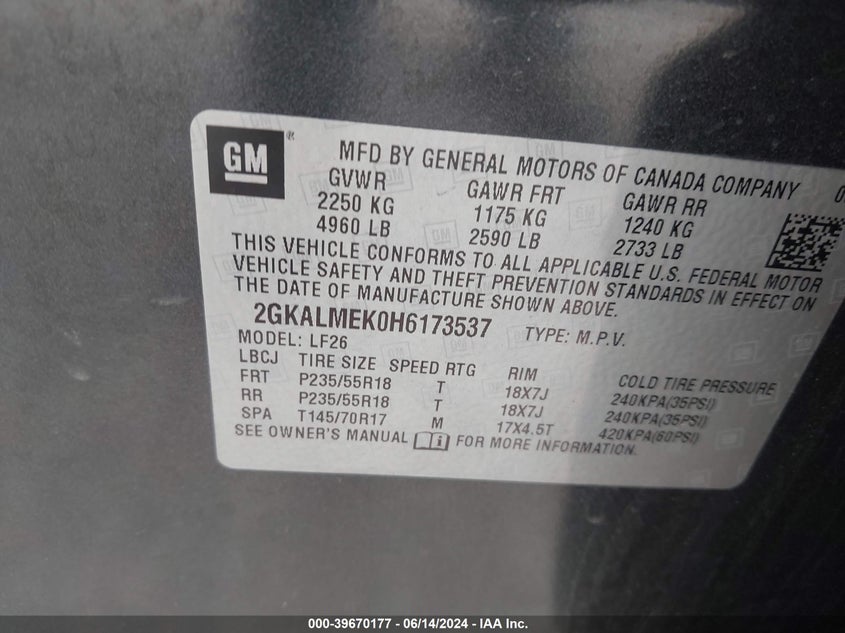 GM ® MFD BY GENERAL MOTORS OF CANADA COMPANY
GVWR GAWR FRT GAWR RR
2250 KG 1175 KG 1240 KG
4960 LB 2590 LB 2733 LB
THIS VEHICLE CONFORMS TO ALL APPLICABLE U.S. FEDERAL MOTOR
VEHICLE SAFETY AND THEFT PREVENTION STANDARDS IN EFFECT ON
THE DATE OF MANUFACTURE SHOWN ABOVE.
2GKALMEK0H6173537 TYPE: M.P.V.
MODEL: LF26
LBCJ TIRE SIZE SPEED RTG RIM COLD TIRE PRESSURE
FRT P235/55R18 T 18X7J 240KPA(35PSI)
RR P235/55R18 T 18X7J 240KPA(35PSI)
SPA T145/70R17 M 17X4.5T 420KPA(60PSI)
SEE OWNER'S MANUAL i FOR MORE INFORMATION.
000-39670177 - 06/14/2024 - IAA Inc.